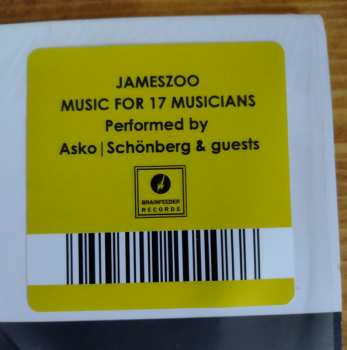 JAMESZOO
MUSIC FOR 17 MUSICIANS
Performed by
Asko|Schönberg & guests
BRAINFEEDER
RECORDS